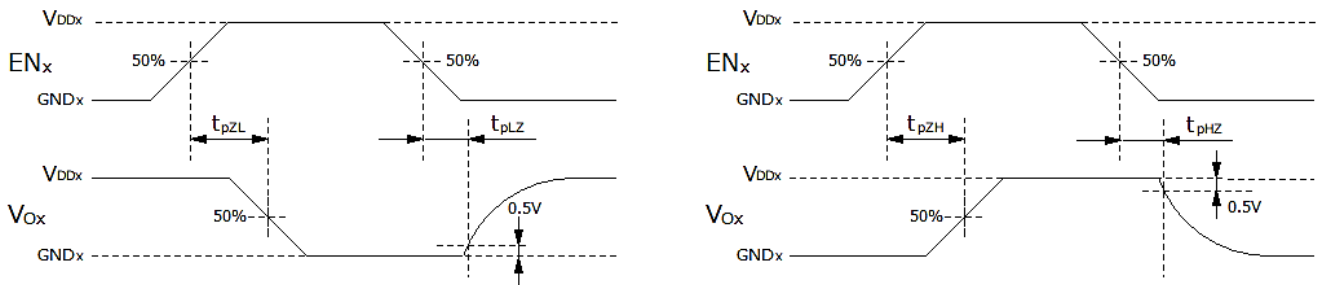 VDDx
ENx
50%
50%
GNDx
tpZL
tpLZ
VDDx
VOx
50%
0.5V
GNDx
VDDx
ENx
50%
50%
GNDx
tpZH
tpHZ
VDDx
VOx
50%
0.5V
GNDx